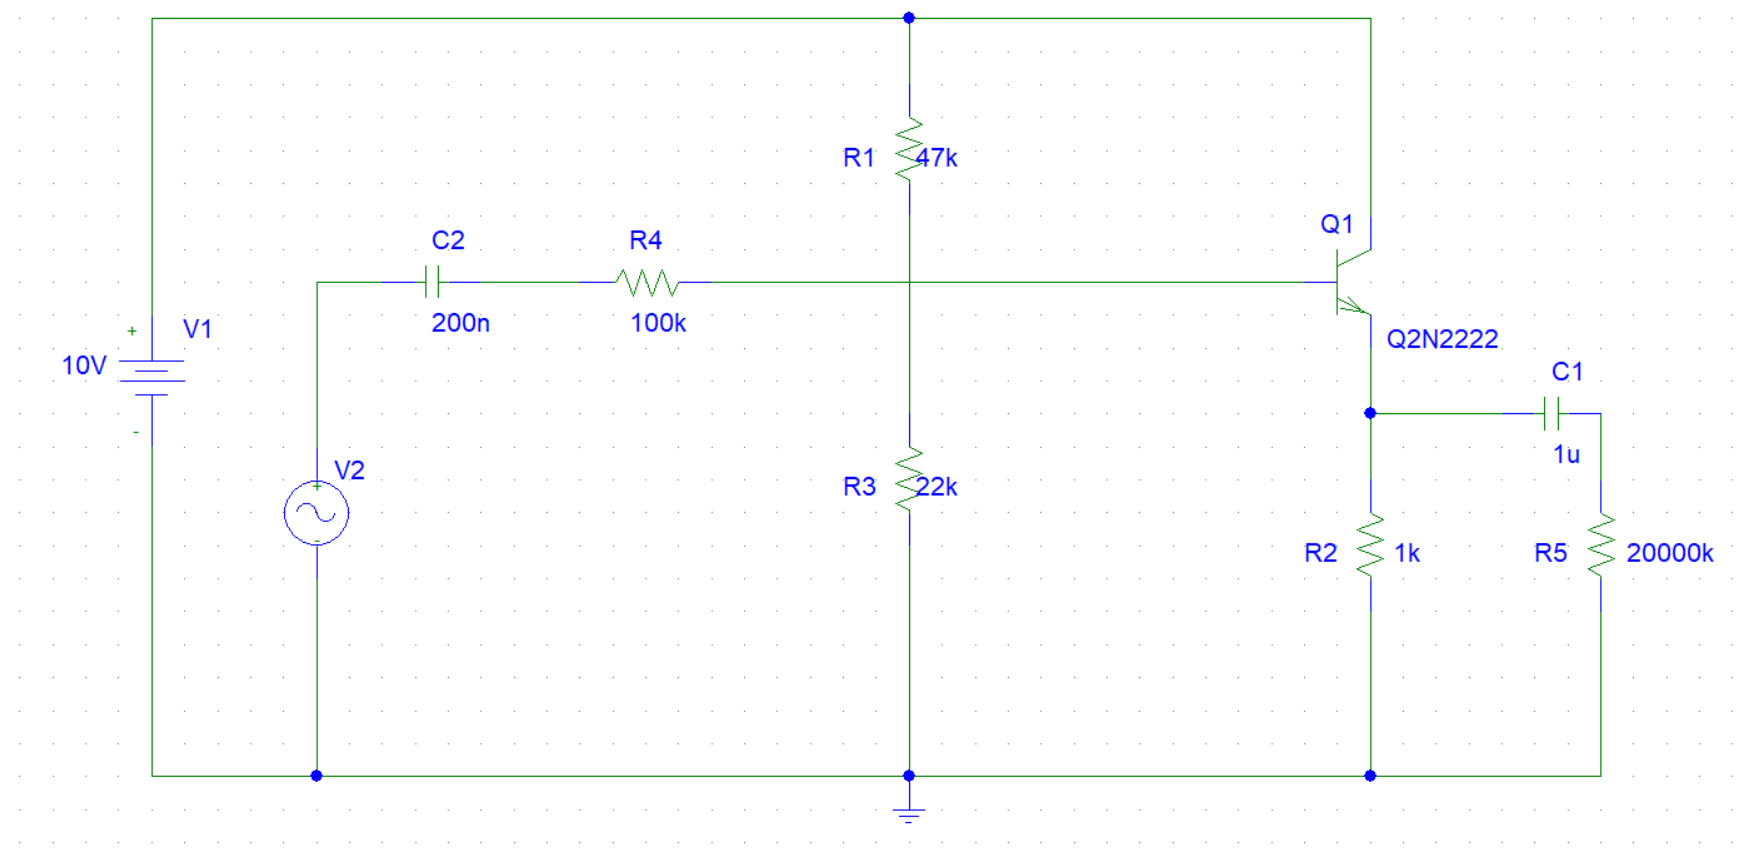 R1
47k
Q1
C2
R4
200n
100k
+
V1
10V
-
Q2N2222
C1
1u
V2
+
-
R3
22k
R2
1k
R5
20000k